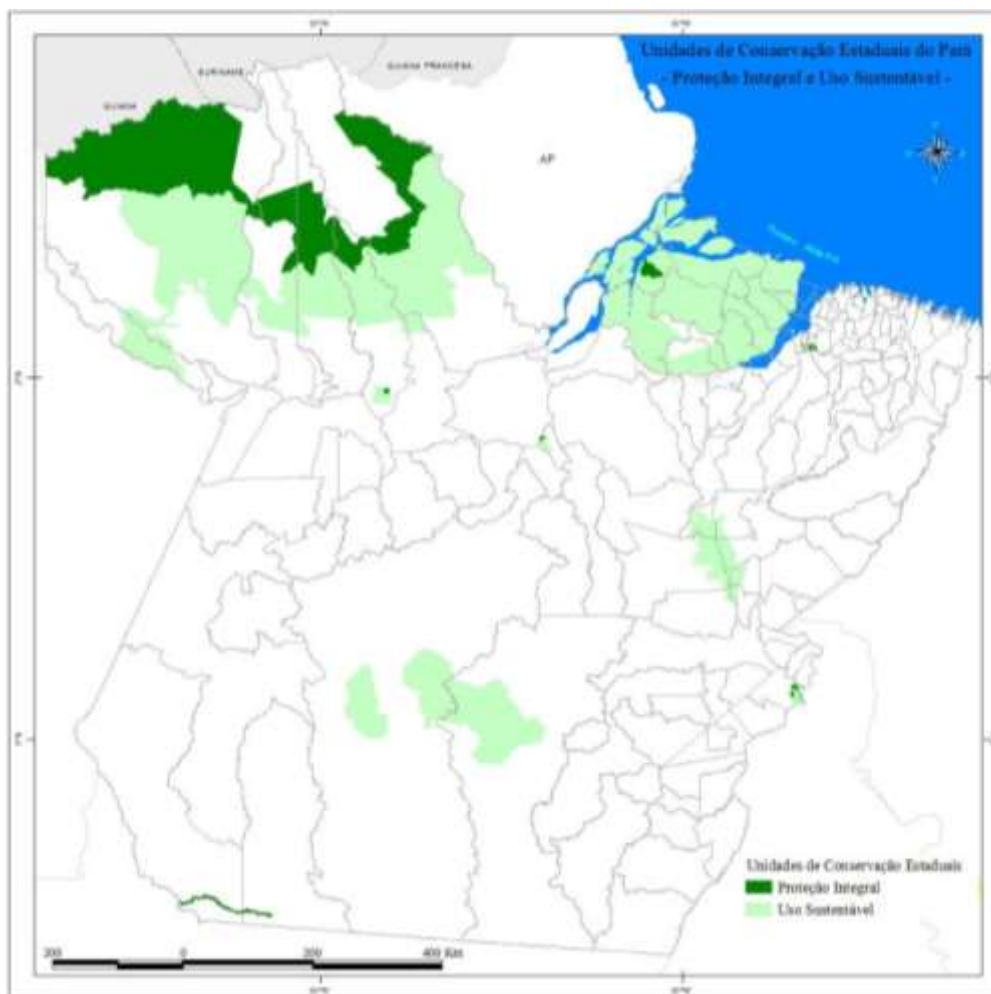 Unidades de Conservação Estaduais do Pará
- Proteção Integral e Uso Sustentável -
SURINAME
GUIANA FRANCESA
GUIANA
AP
Unidades de Conservação Estaduais
Proteção Integral
Uso Sustentável
200 0 200 400 Km